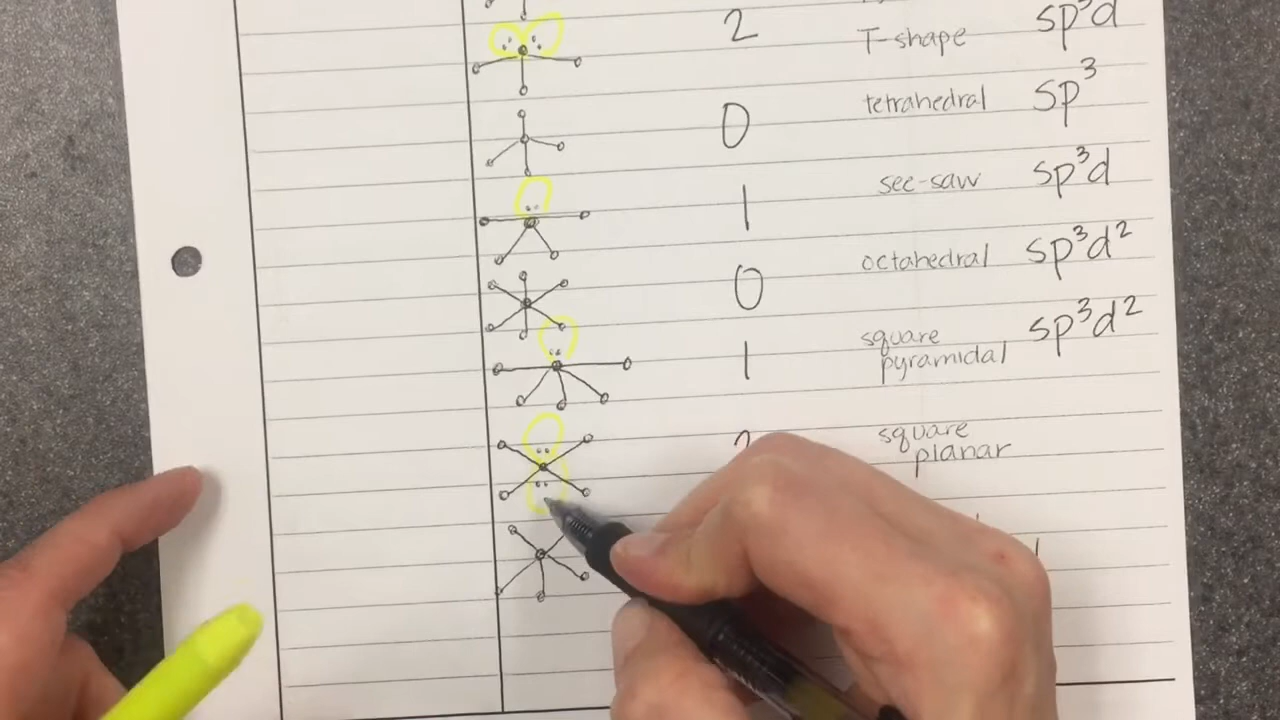 2 T-shape sp³d
0 tetrahedral sp³
1 see-saw sp³d
0 octahedral sp³d²
1 square
pyramidal sp³d²
2 square
planar